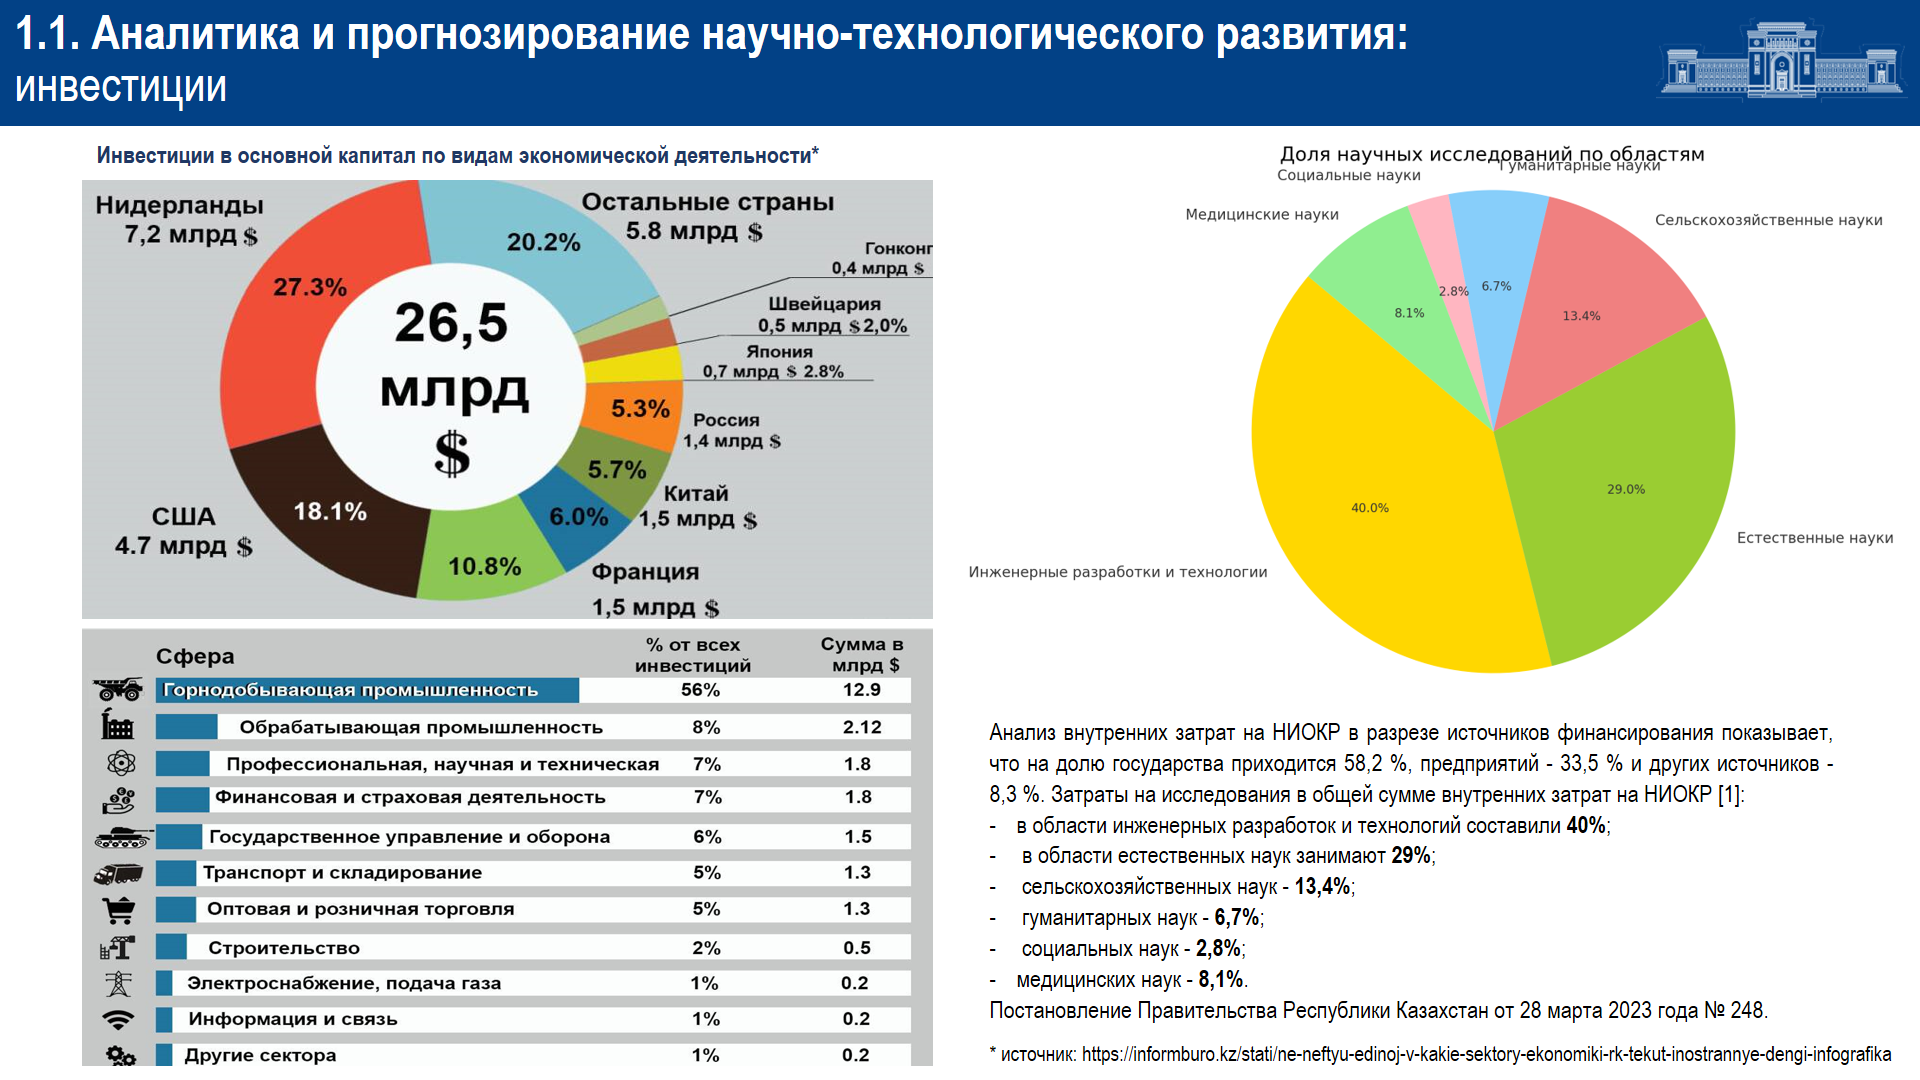 1.1. Аналитика и прогнозирование научно-технологического развития:
инвестиции
Инвестиции в основной капитал по видам экономической деятельности*
Нидерланды
7,2 млрд $
27.3%
20.2%
Остальные страны
5.8 млрд $
Гонконг
0,4 млрд $
Швейцария
0,5 млрд $ 2,0%
Япония
0,7 млрд $ 2.8%
5.3%
Россия
1,4 млрд $
5.7%
Китай
1,5 млрд $
6.0%
Франция
1,5 млрд $
10.8%
18.1%
США
4.7 млрд $
26,5
млрд
$
Сфера
% от всех
инвестиций
Сумма в
млрд $
Горнодобывающая промышленность 56% 12.9
Обрабатывающая промышленность 8% 2.12
Профессиональная, научная и техническая 7% 1.8
Финансовая и страховая деятельность 7% 1.8
Государственное управление и оборона 6% 1.5
Транспорт и складирование 5% 1.3
Оптовая и розничная торговля 5% 1.3
Строительство 2% 0.5
Электроснабжение, подача газа 1% 0.2
Информация и связь 1% 0.2
Другие сектора 1% 0.2
Доля научных исследований по областям
Гуманитарные науки
Социальные науки
Медицинские науки
Сельскохозяйственные науки
2.8%
6.7%
8.1%
13.4%
29.0%
40.0%
Естественные науки
Инженерные разработки и технологии
Анализ внутренних затрат на НИОКР в разрезе источников финансирования показывает,
что на долю государства приходится 58,2 %, предприятий - 33,5 % и других источников -
8,3 %. Затраты на исследования в общей сумме внутренних затрат на НИОКР [1]:
- в области инженерных разработок и технологий составили 40%;
- в области естественных наук занимают 29%;
- сельскохозяйственных наук - 13,4%;
- гуманитарных наук - 6,7%;
- социальных наук - 2,8%;
- медицинских наук - 8,1%.
Постановление Правительства Республики Казахстан от 28 марта 2023 года № 248.
* источник: https://informburo.kz/stati/ne-neftyu-edinoj-v-kakie-sektory-ekonomiki-rk-tekut-inostrannye-dengi-infografika